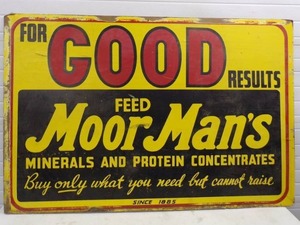 FOR GOOD RESULTS
FEED
MoorMan's
MINERALS AND PROTEIN CONCENTRATES
Buy only what you need but cannot raise
SINCE 1885